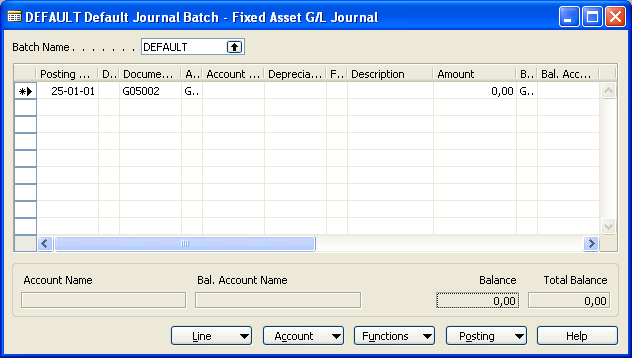 DEFAULT Default Journal Batch - Fixed Asset G/L Journal
Batch Name . . . . . . . DEFAULT
Posting ... D.. Docume... A.. Account ... Deprecia... F.. Description Amount B.. Bal. Acc...
25-01-01 G05002 G.. 0,00 G..
Account Name Bal. Account Name Balance Total Balance
0,00 0,00
Line Account Functions Posting Help